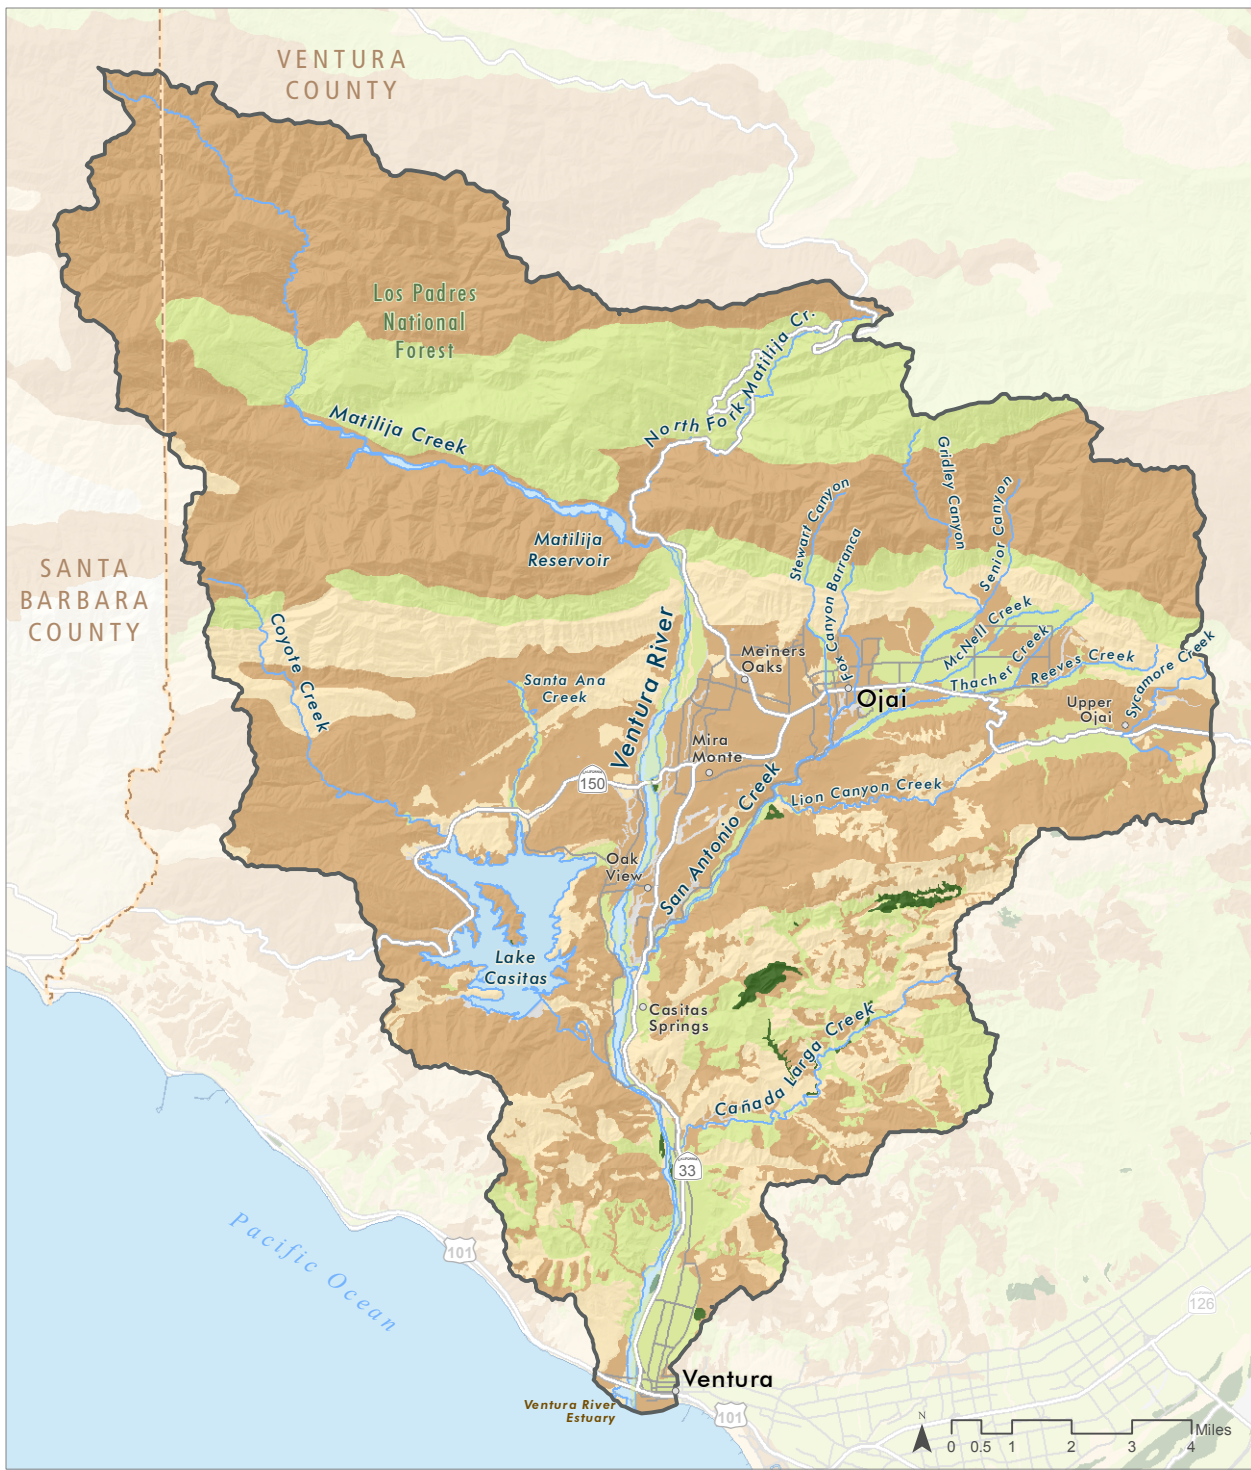 VENTURA
COUNTY
Los Padres
National
Forest
North Fork Matilija Cr.
Matilija Creek
Gridley Canyon
Senior Canyon
Stewart Canyon
Fox Canyon Barranca
Matilija
Reservoir
SANTA
BARBARA
COUNTY
Coyote Creek
Santa Ana
Creek
Ventura River
Meiners
Oaks
McNell Creek
Thacher Creek
Reeves Creek
Sycamore Creek
Ojai
Upper
Ojai
Mira
Monte
CALIFORNIA
150
Lion Canyon Creek
San Antonio Creek
Oak
View
Lake
Casitas
Casitas
Springs
Cañada Larga Creek
CALIFORNIA
33
Pacific Ocean
101
CALIFORNIA
126
Ventura
Ventura River
Estuary
101
N
0 0.5 1 2 3 4
Miles